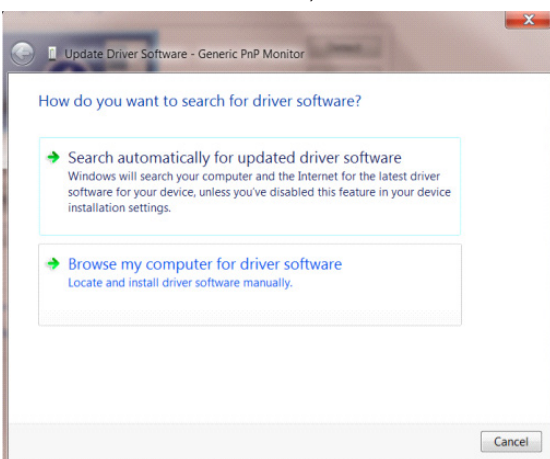 Update Driver Software - Generic PnP Monitor
How do you want to search for driver software?
Search automatically for updated driver software
Windows will search your computer and the Internet for the latest driver
software for your device, unless you've disabled this feature in your device
installation settings.
Browse my computer for driver software
Locate and install driver software manually.
Cancel